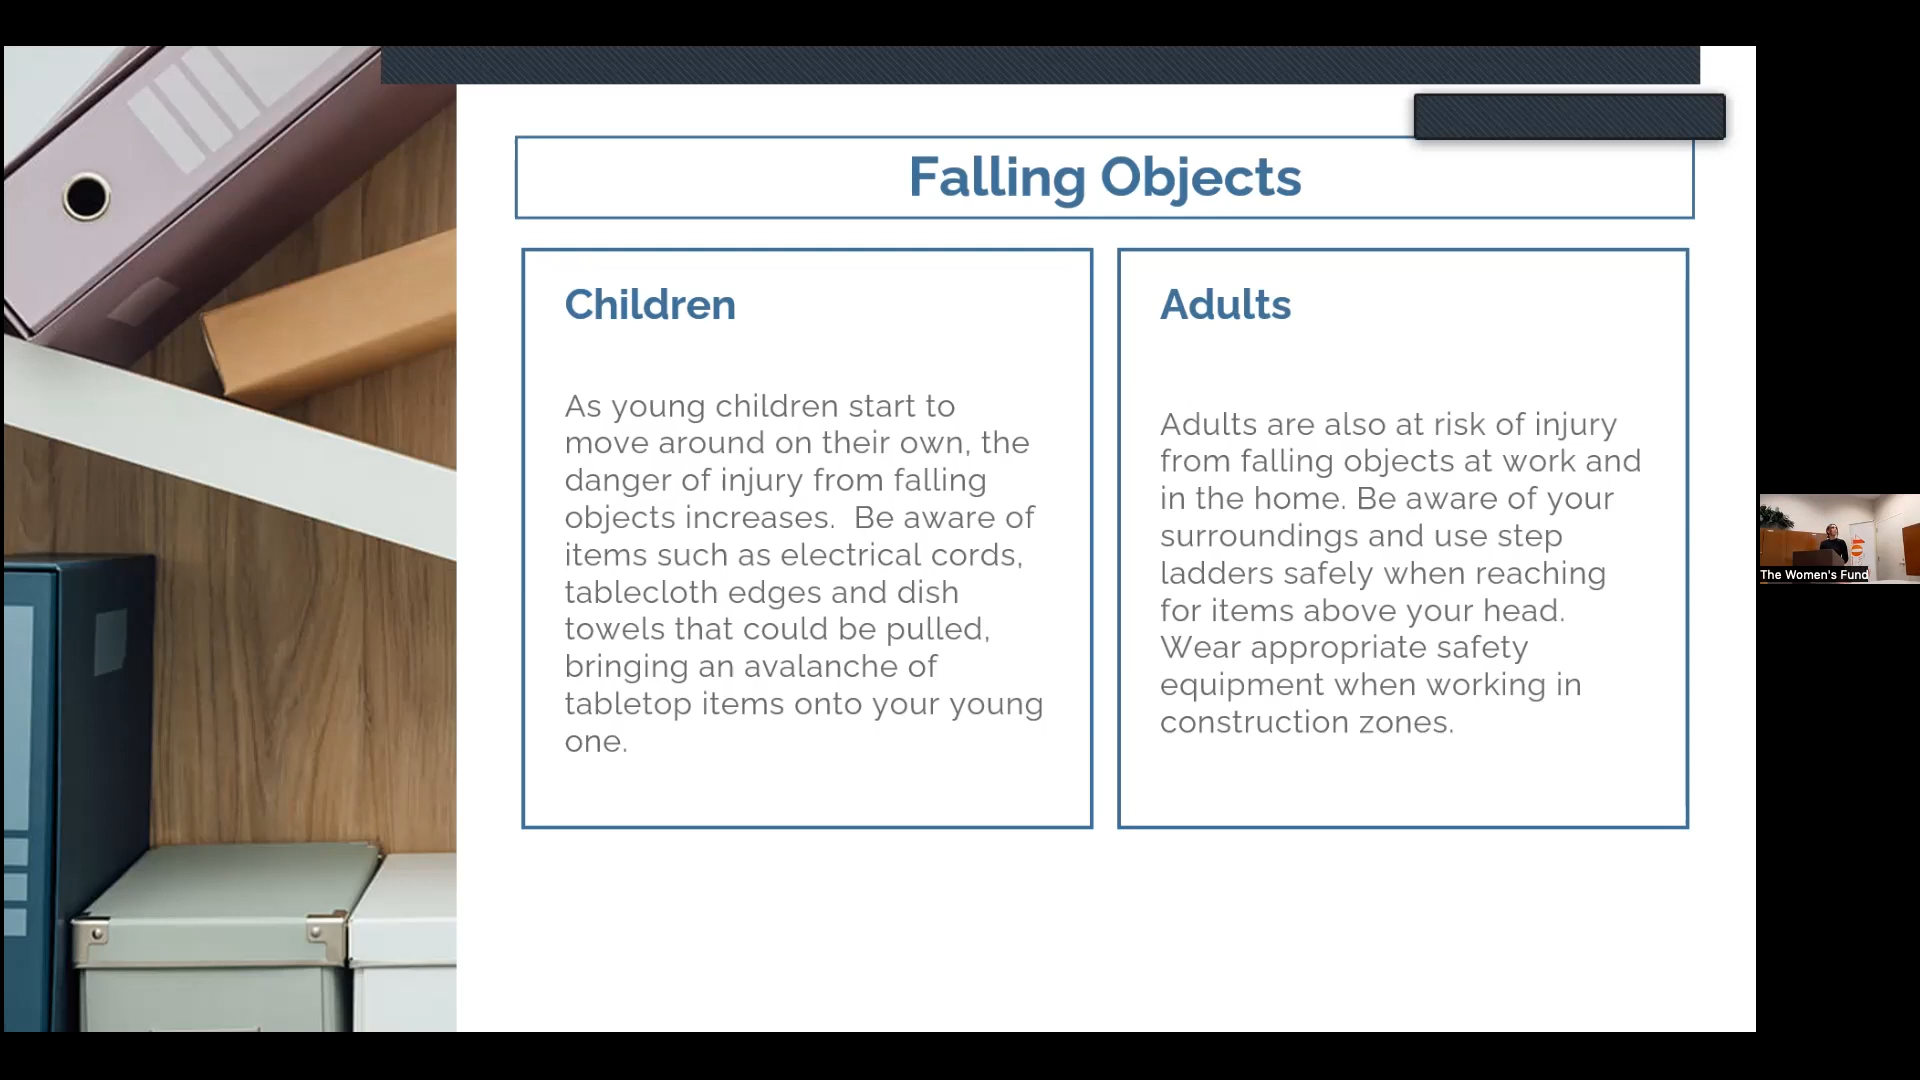 Falling Objects
Children
As young children start to
move around on their own, the
danger of injury from falling
objects increases.  Be aware of
items such as electrical cords,
tablecloth edges and dish
towels that could be pulled,
bringing an avalanche of
tabletop items onto your young
one.
Adults
Adults are also at risk of injury
from falling objects at work and
in the home. Be aware of your
surroundings and use step
ladders safely when reaching
for items above your head.
Wear appropriate safety
equipment when working in
construction zones.
The Women's Fund